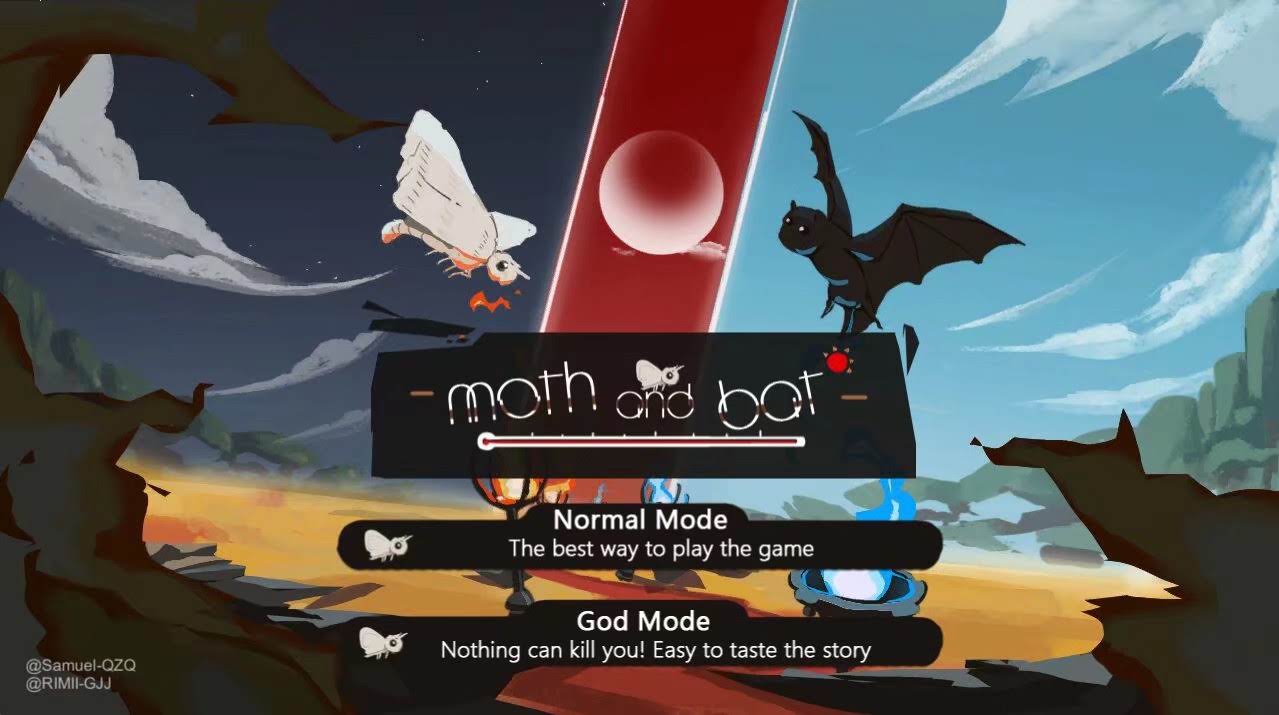 moth and bat
Normal Mode
The best way to play the game
God Mode
Nothing can kill you! Easy to taste the story
@Samuel-QZQ
@RIMII-GJJ